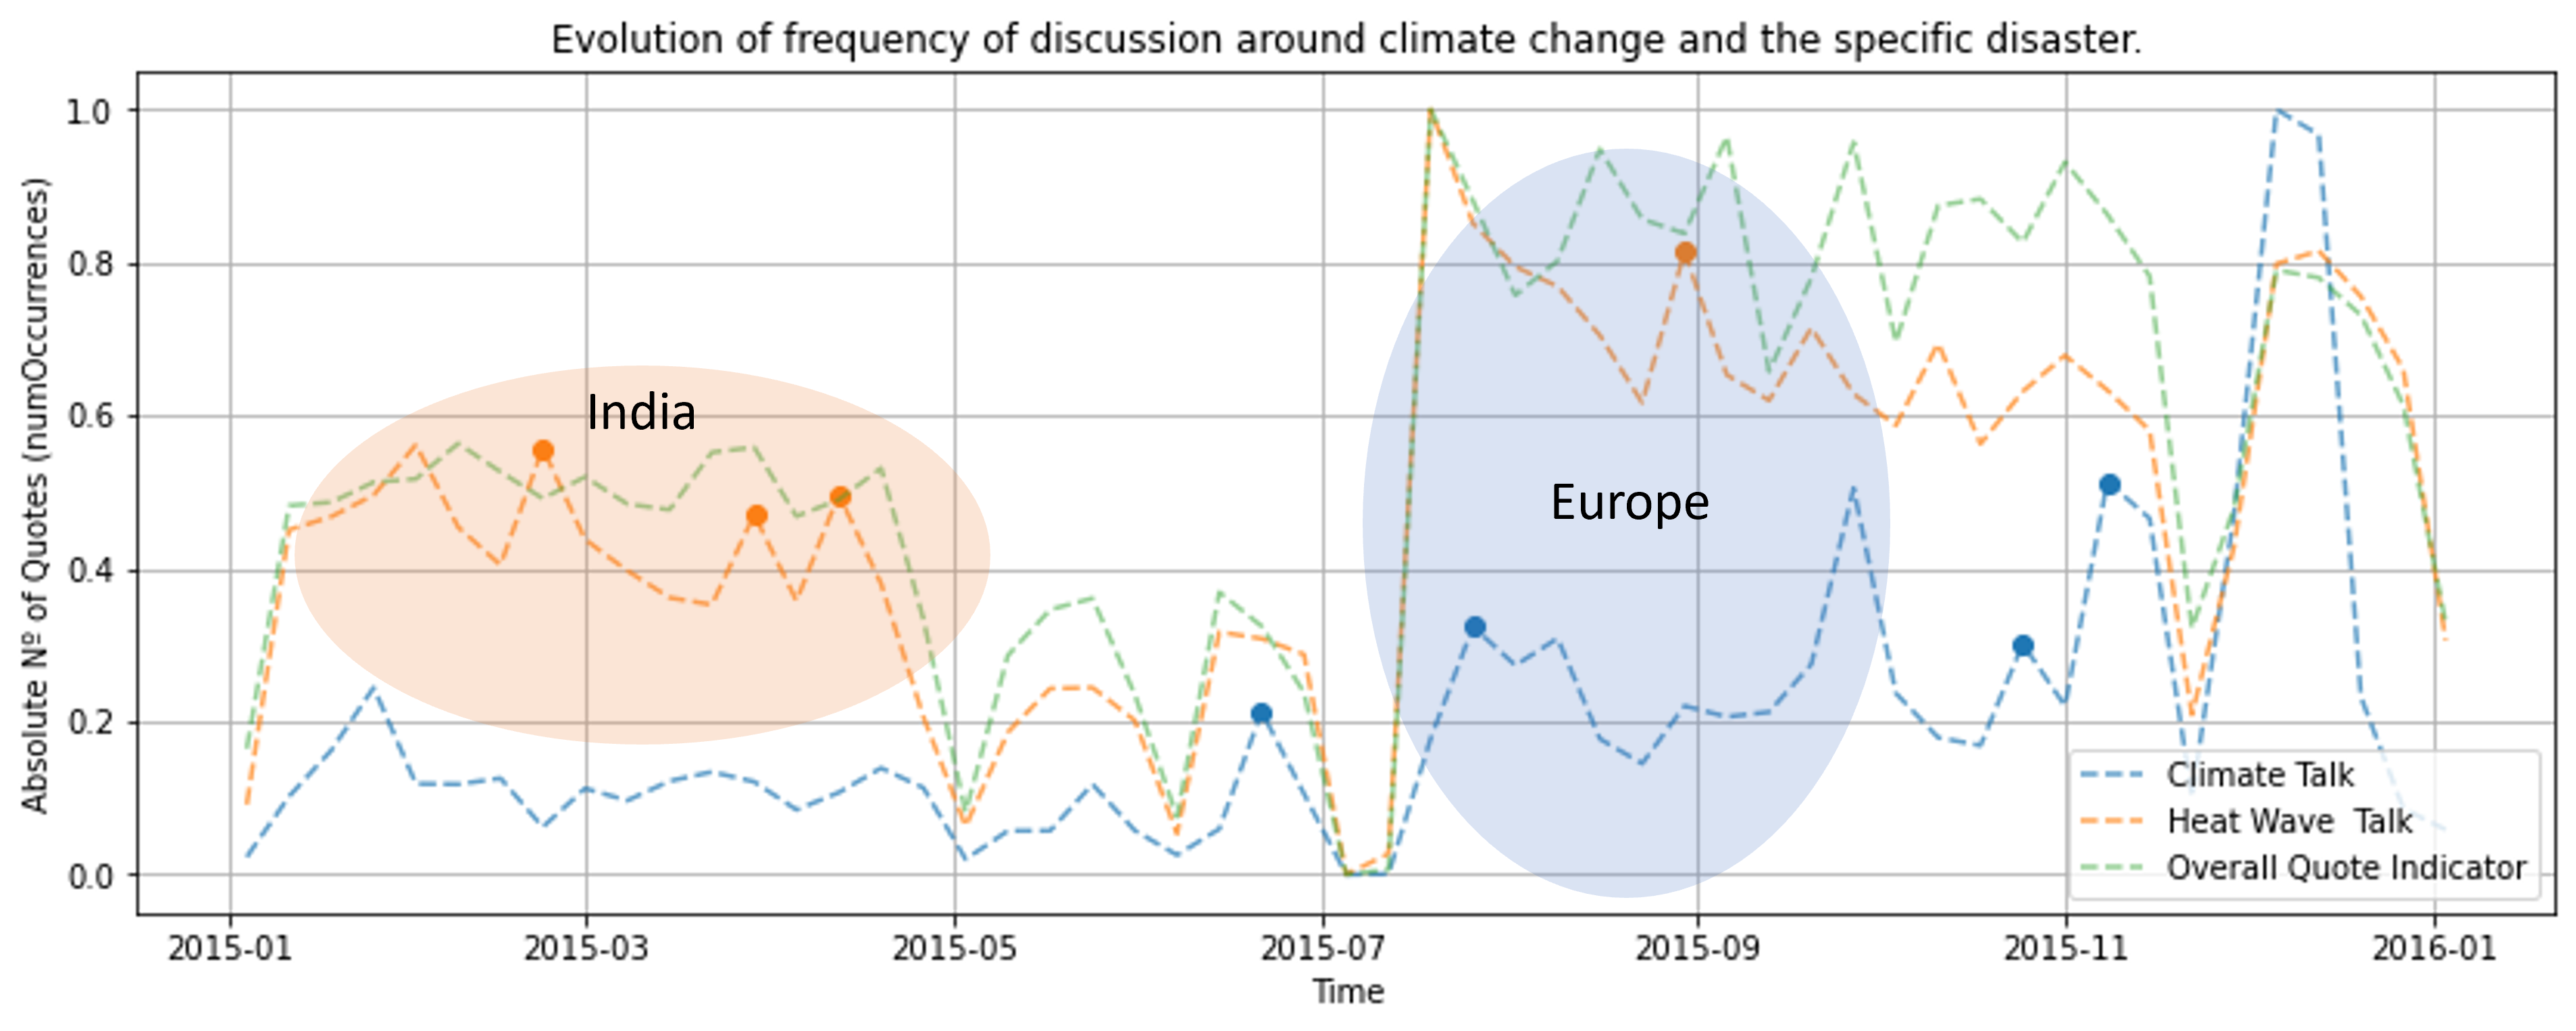 Evolution of frequency of discussion around climate change and the specific disaster.
Absolute Nº of Quotes (numOccurrences)
1.0
0.8
0.6
0.4
0.2
0.0
India
Europe
Climate Talk
Heat Wave  Talk
Overall Quote Indicator
2015-01 2015-03 2015-05 2015-07 2015-09 2015-11 2016-01
Time